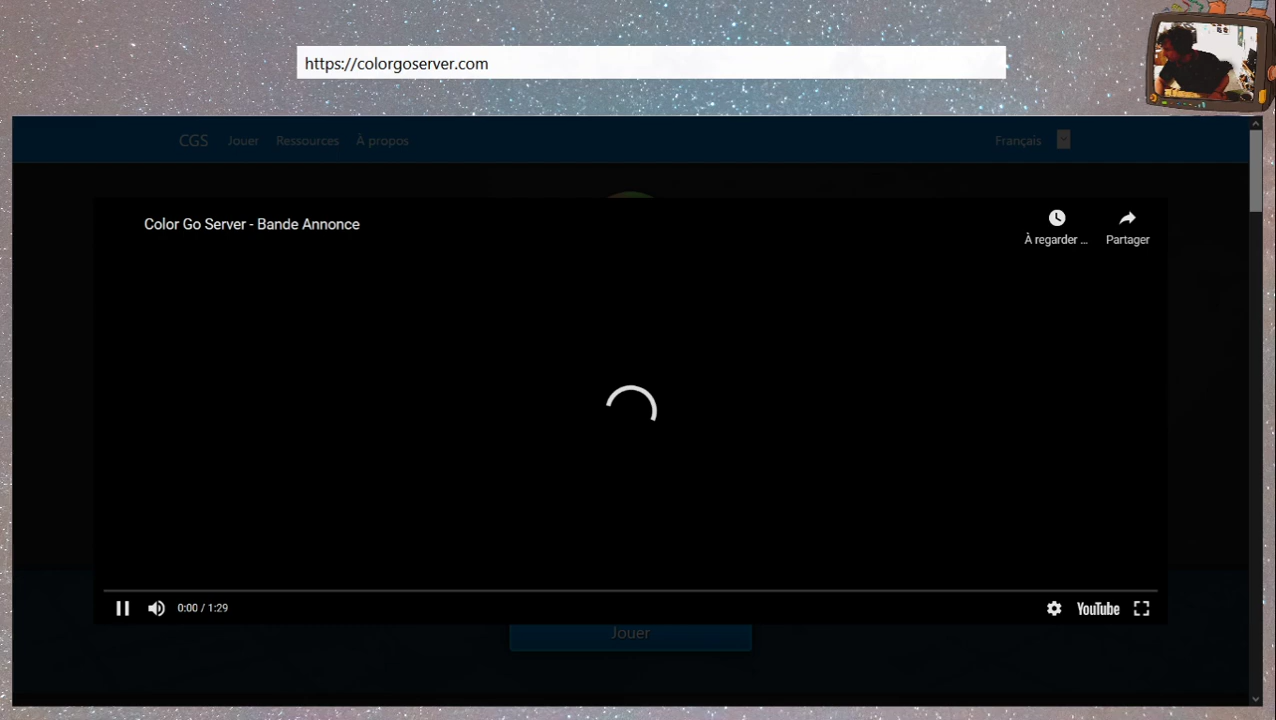 https://colorgoserver.com
CGS Jouer Ressources À propos Français
Color Go Server - Bande Annonce
À regarder ... Partager
0:00 / 1:29 YouTube
Jouer